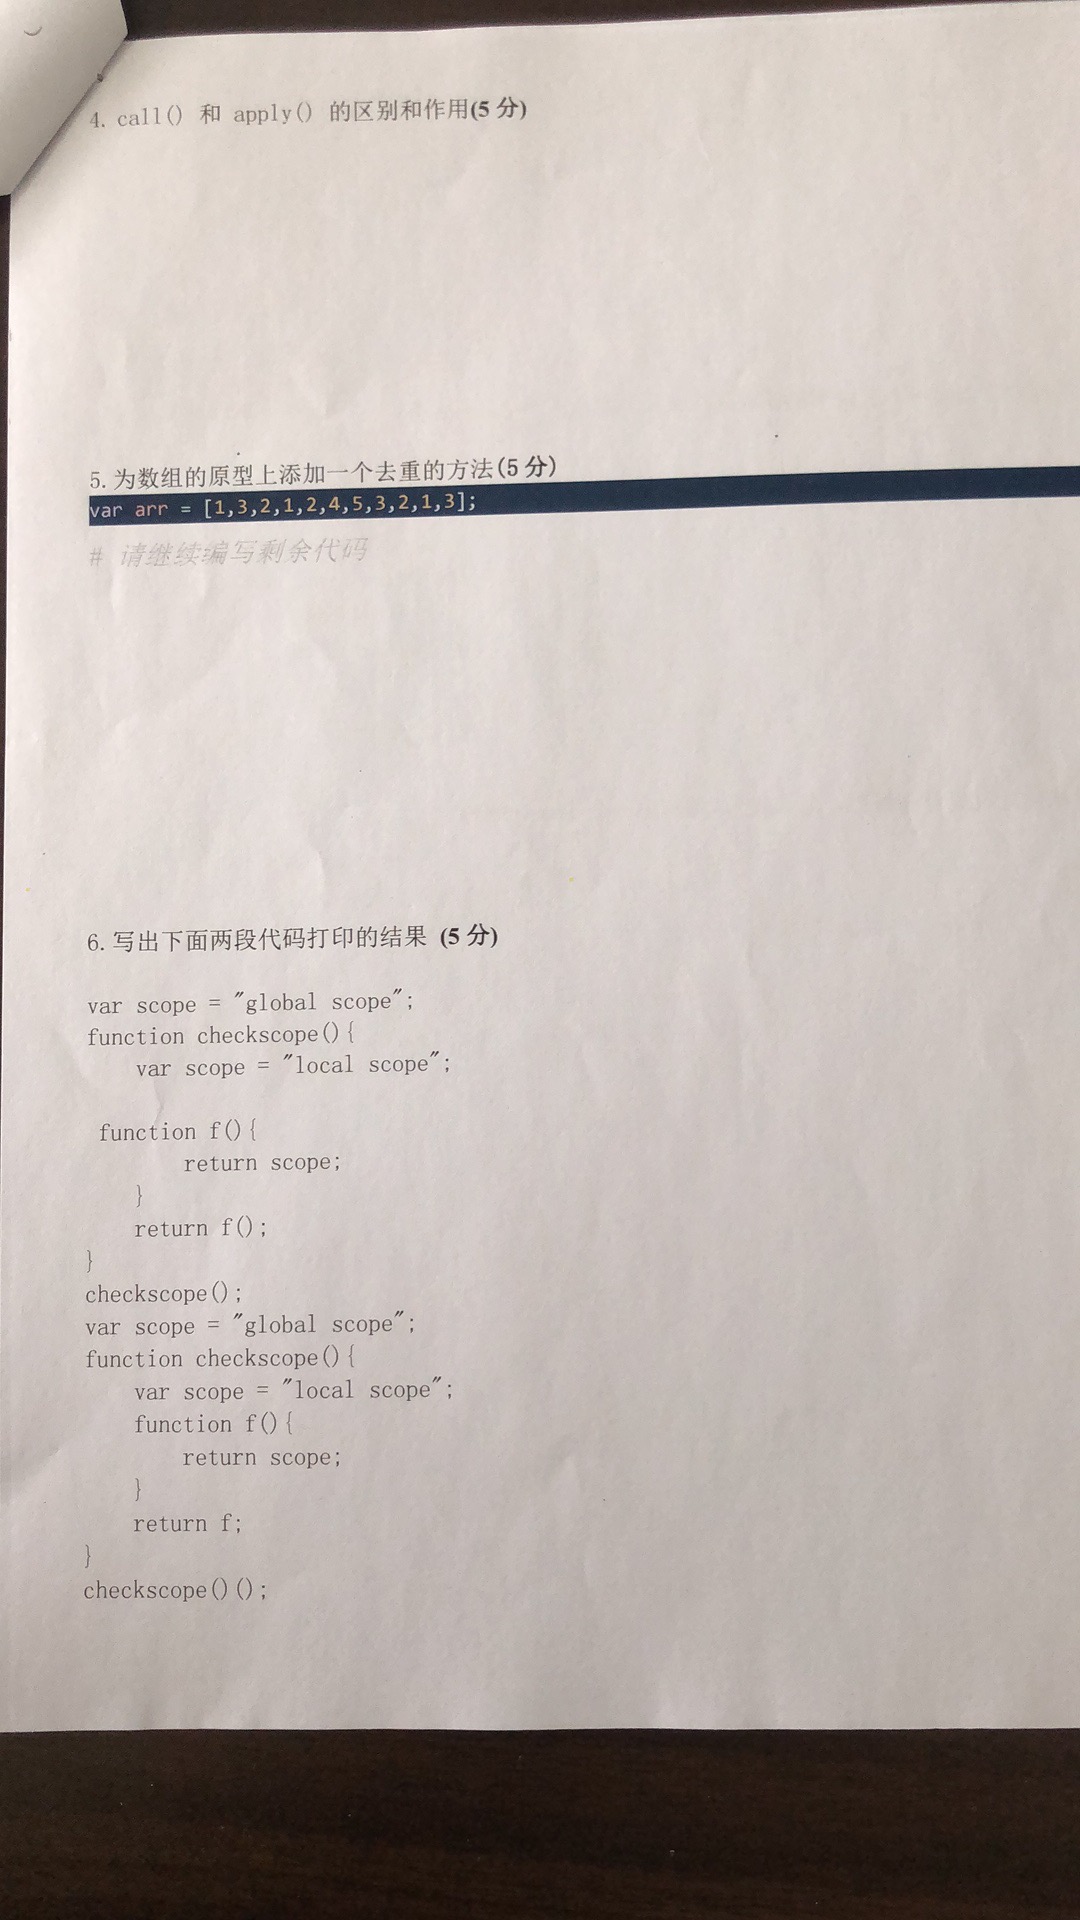 4. call() 和 apply() 的区别和作用(5 分)
5. 为数组的原型上添加一个去重的方法(5 分)
var arr = [1,3,2,1,2,4,5,3,2,1,3];
# 请继续编写剩余代码
6. 写出下面两段代码打印的结果 (5 分)
var scope = "global scope";
function checkscope(){
var scope = "local scope";
function f(){
return scope;
}
return f();
}
checkscope();
var scope = "global scope";
function checkscope(){
var scope = "local scope";
function f(){
return scope;
}
return f;
}
checkscope()();